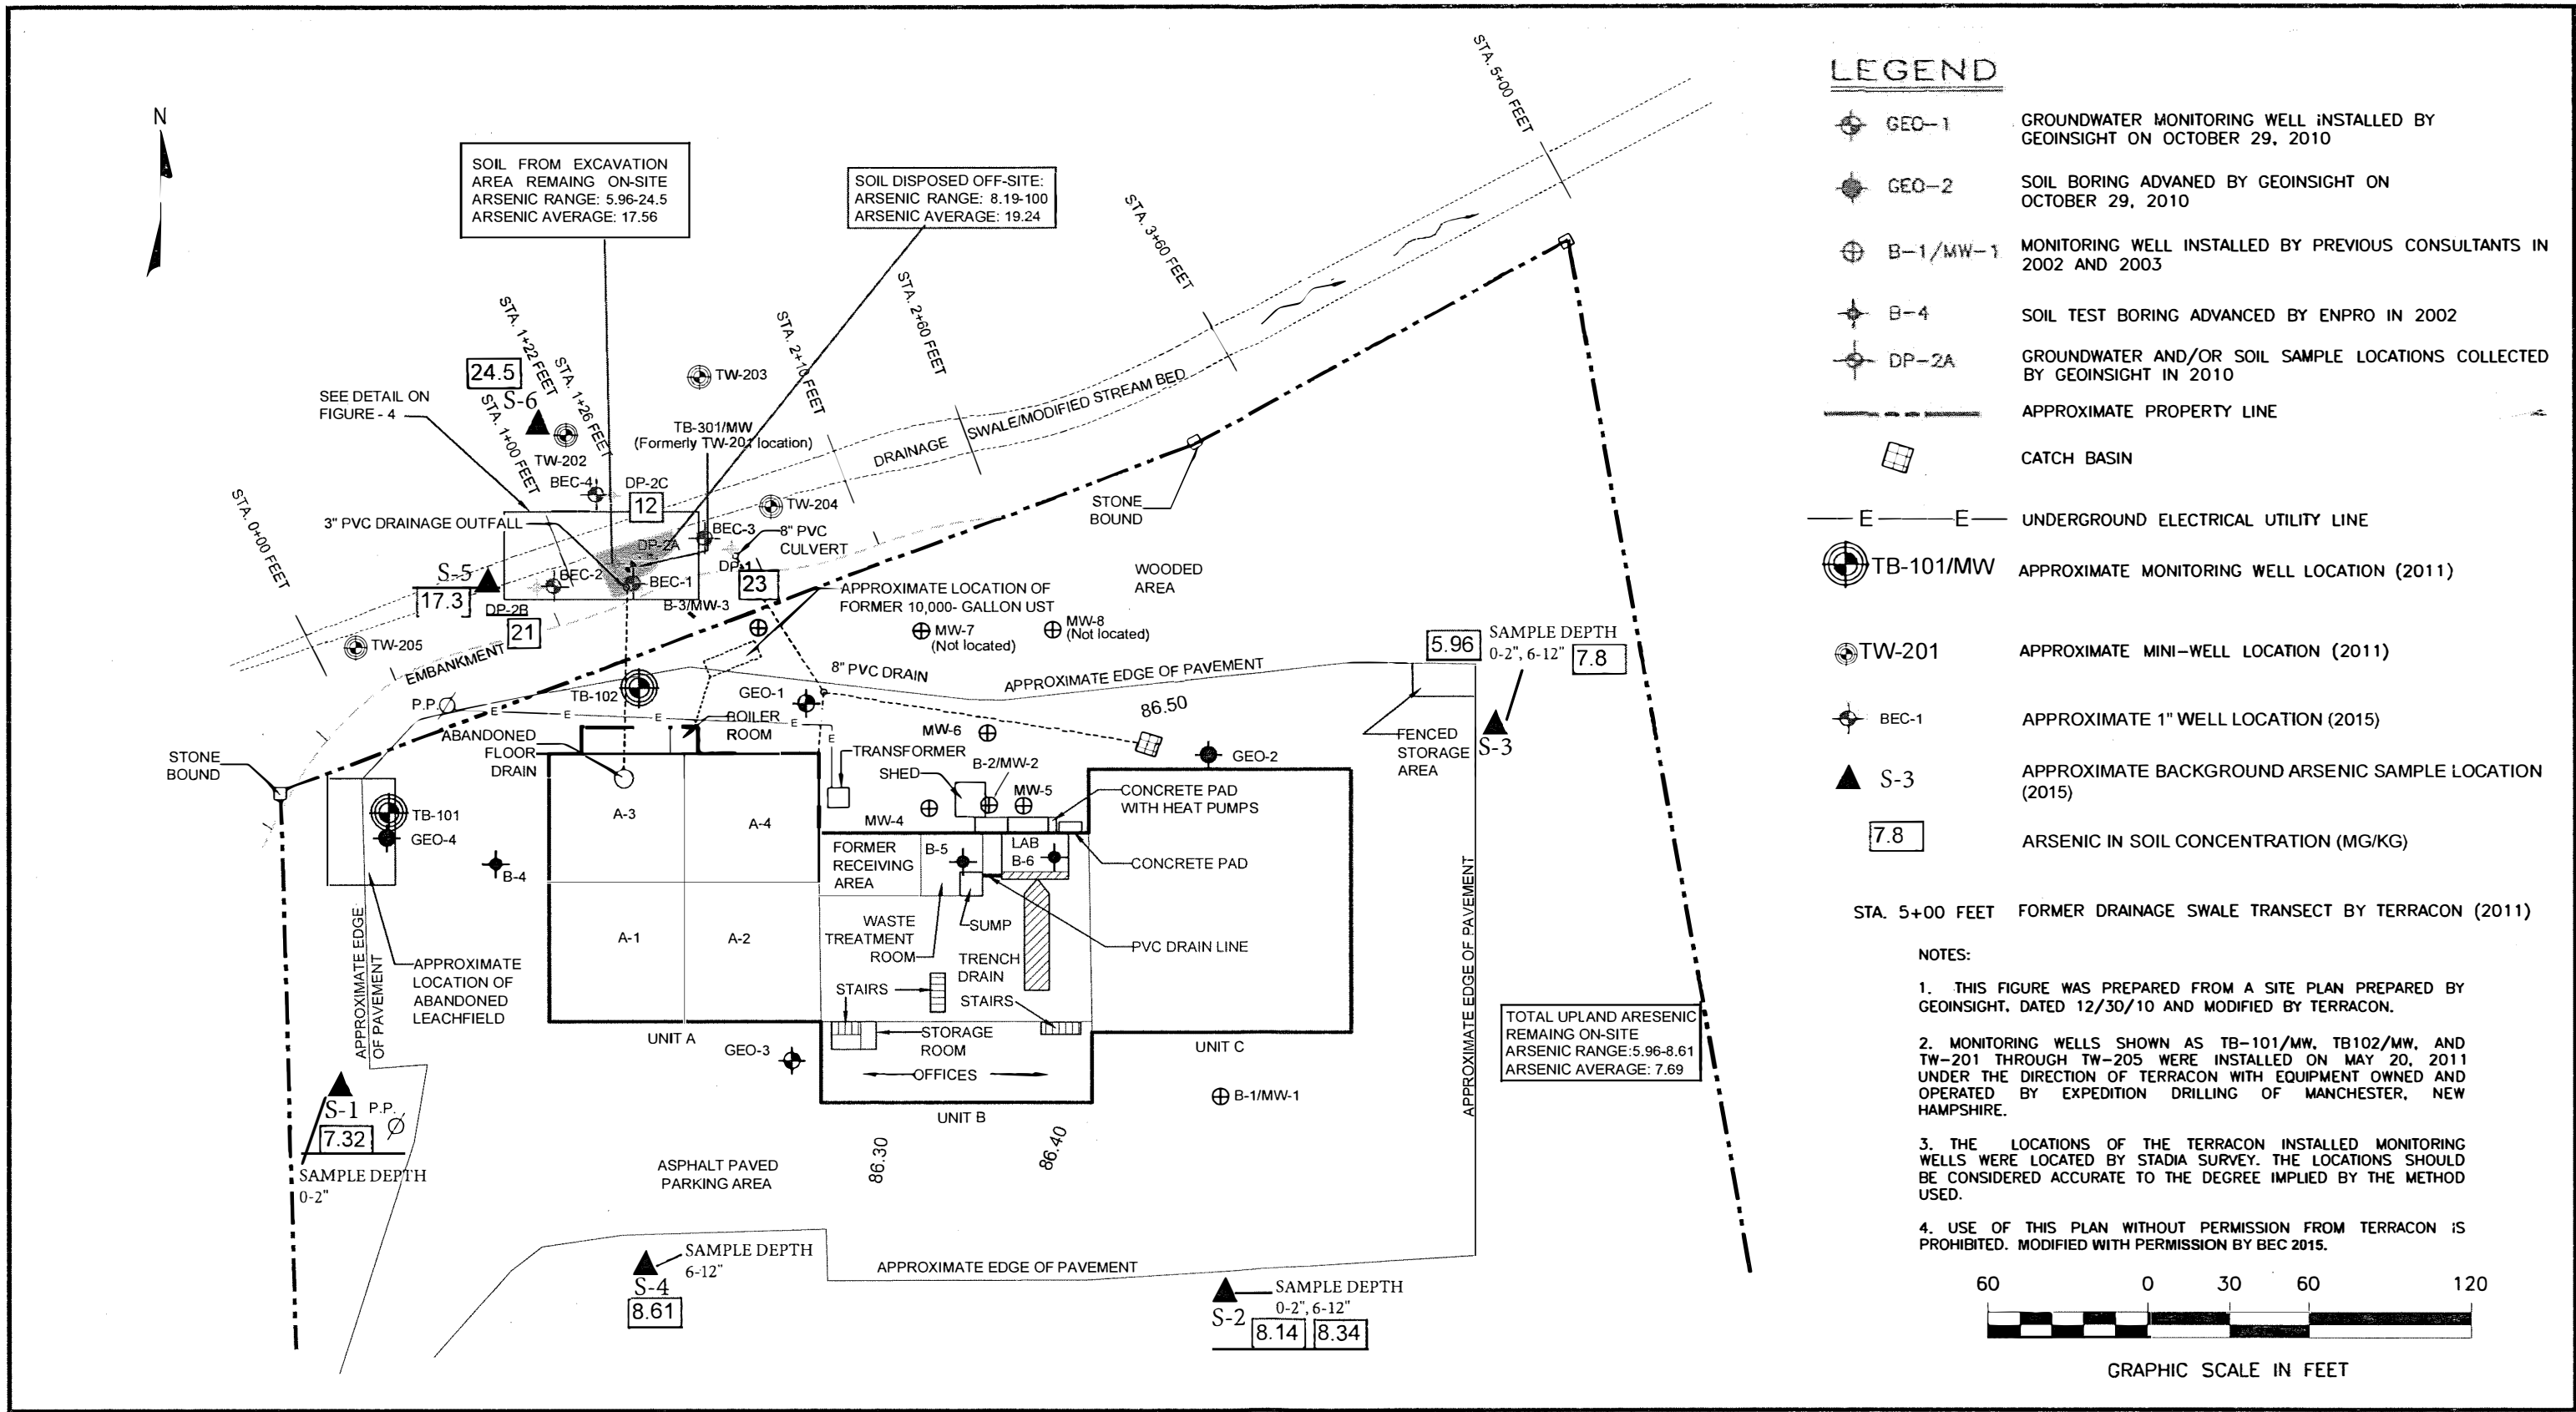 N
SOIL FROM EXCAVATION
AREA REMAING ON-SITE
ARSENIC RANGE: 5.96-24.5
ARSENIC AVERAGE: 17.56
SOIL DISPOSED OFF-SITE:
ARSENIC RANGE: 8.19-100
ARSENIC AVERAGE: 19.24
STA. 5+00 FEET
STA. 3+60 FEET
STA. 2+60 FEET
STA. 2+10 FEET
STA. 1+22 FEET
STA. 1+26 FEET
STA. 1+00 FEET
STA. 0+00 FEET
24.5
S-6
TW-203
SEE DETAIL ON
FIGURE - 4
TB-301/MW
(Formerly TW-201 location)
TW-202
DRAINAGE SWALE/MODIFIED STREAM BED
BEC-4
DP-2C
12
TW-204
STONE
BOUND
3" PVC DRAINAGE OUTFALL
BEC-3
8" PVC
CULVERT
DP-2A
DP-1
23
S-5
BEC-2
BEC-1
17.3
DP-2B
21
B-3/MW-3
APPROXIMATE LOCATION OF
FORMER 10,000- GALLON UST
WOODED
AREA
MW-7
(Not located)
MW-8
(Not located)
TW-205
EMBANKMENT
5.96
SAMPLE DEPTH
0-2", 6-12"
7.8
8" PVC DRAIN
APPROXIMATE EDGE OF PAVEMENT
TB-102
GEO-1
P.P.
E
E
E
E
E
BOILER
ROOM
86.50
MW-6
FENCED
STORAGE
AREA
S-3
ABANDONED
FLOOR
DRAIN
TRANSFORMER
SHED
B-2/MW-2
GEO-2
STONE
BOUND
MW-5
CONCRETE PAD
WITH HEAT PUMPS
TB-101
GEO-4
A-3
A-4
MW-4
FORMER
RECEIVING
AREA
B-5
LAB
B-6
CONCRETE PAD
B-4
A-1
A-2
WASTE
TREATMENT
ROOM
SUMP
PVC DRAIN LINE
TRENCH
DRAIN
APPROXIMATE EDGE
OF PAVEMENT
APPROXIMATE
LOCATION OF
ABANDONED
LEACHFIELD
STAIRS
STAIRS
APPROXIMATE EDGE OF PAVEMENT
UNIT A
STORAGE
ROOM
UNIT C
GEO-3
OFFICES
TOTAL UPLAND ARESENIC
REMAING ON-SITE
ARSENIC RANGE:5.96-8.61
ARSENIC AVERAGE: 7.69
B-1/MW-1
UNIT B
S-1
P.P.
7.32
SAMPLE DEPTH
0-2"
ASPHALT PAVED
PARKING AREA
86.30
86.40
SAMPLE DEPTH
6-12"
S-4
8.61
APPROXIMATE EDGE OF PAVEMENT
SAMPLE DEPTH
0-2", 6-12"
S-2
8.14
8.34
LEGEND
GEO-1 GROUNDWATER MONITORING WELL INSTALLED BY
GEOINSIGHT ON OCTOBER 29, 2010
GEO-2 SOIL BORING ADVANED BY GEOINSIGHT ON
OCTOBER 29, 2010
B-1/MW-1 MONITORING WELL INSTALLED BY PREVIOUS CONSULTANTS IN
2002 AND 2003
B-4 SOIL TEST BORING ADVANCED BY ENPRO IN 2002
DP-2A GROUNDWATER AND/OR SOIL SAMPLE LOCATIONS COLLECTED
BY GEOINSIGHT IN 2010
APPROXIMATE PROPERTY LINE
CATCH BASIN
E E UNDERGROUND ELECTRICAL UTILITY LINE
TB-101/MW APPROXIMATE MONITORING WELL LOCATION (2011)
TW-201 APPROXIMATE MINI-WELL LOCATION (2011)
BEC-1 APPROXIMATE 1" WELL LOCATION (2015)
S-3 APPROXIMATE BACKGROUND ARSENIC SAMPLE LOCATION
(2015)
7.8 ARSENIC IN SOIL CONCENTRATION (MG/KG)
STA. 5+00 FEET FORMER DRAINAGE SWALE TRANSECT BY TERRACON (2011)
NOTES:
1. THIS FIGURE WAS PREPARED FROM A SITE PLAN PREPARED BY
GEOINSIGHT, DATED 12/30/10 AND MODIFIED BY TERRACON.
2. MONITORING WELLS SHOWN AS TB-101/MW, TB102/MW, AND
TW-201 THROUGH TW-205 WERE INSTALLED ON MAY 20, 2011
UNDER THE DIRECTION OF TERRACON WITH EQUIPMENT OWNED AND
OPERATED BY EXPEDITION DRILLING OF MANCHESTER, NEW
HAMPSHIRE.
3. THE LOCATIONS OF THE TERRACON INSTALLED MONITORING
WELLS WERE LOCATED BY STADIA SURVEY. THE LOCATIONS SHOULD
BE CONSIDERED ACCURATE TO THE DEGREE IMPLIED BY THE METHOD
USED.
4. USE OF THIS PLAN WITHOUT PERMISSION FROM TERRACON IS
PROHIBITED. MODIFIED WITH PERMISSION BY BEC 2015.
60 0 30 60 120
GRAPHIC SCALE IN FEET